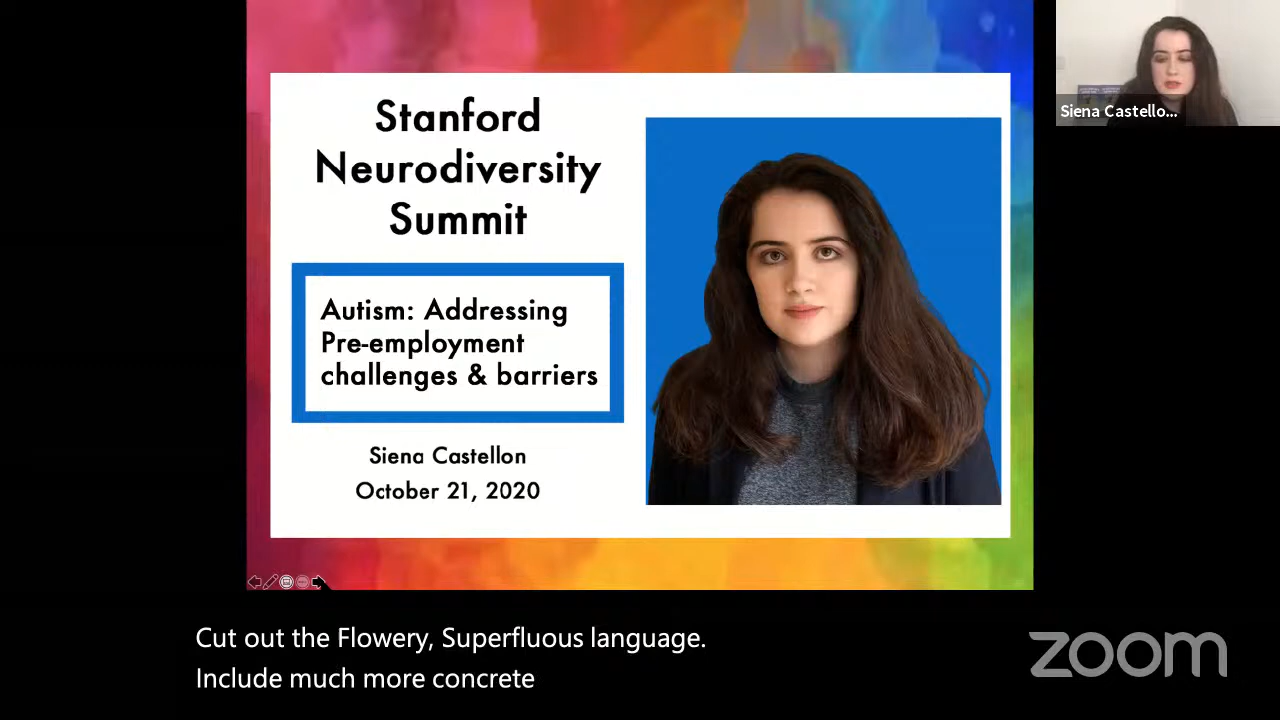 Stanford
Neurodiversity
Summit
Autism: Addressing
Pre-employment
challenges & barriers
Siena Castellon
October 21, 2020
Siena Castello...
Cut out the Flowery, Superfluous language.
Include much more concrete
zoom